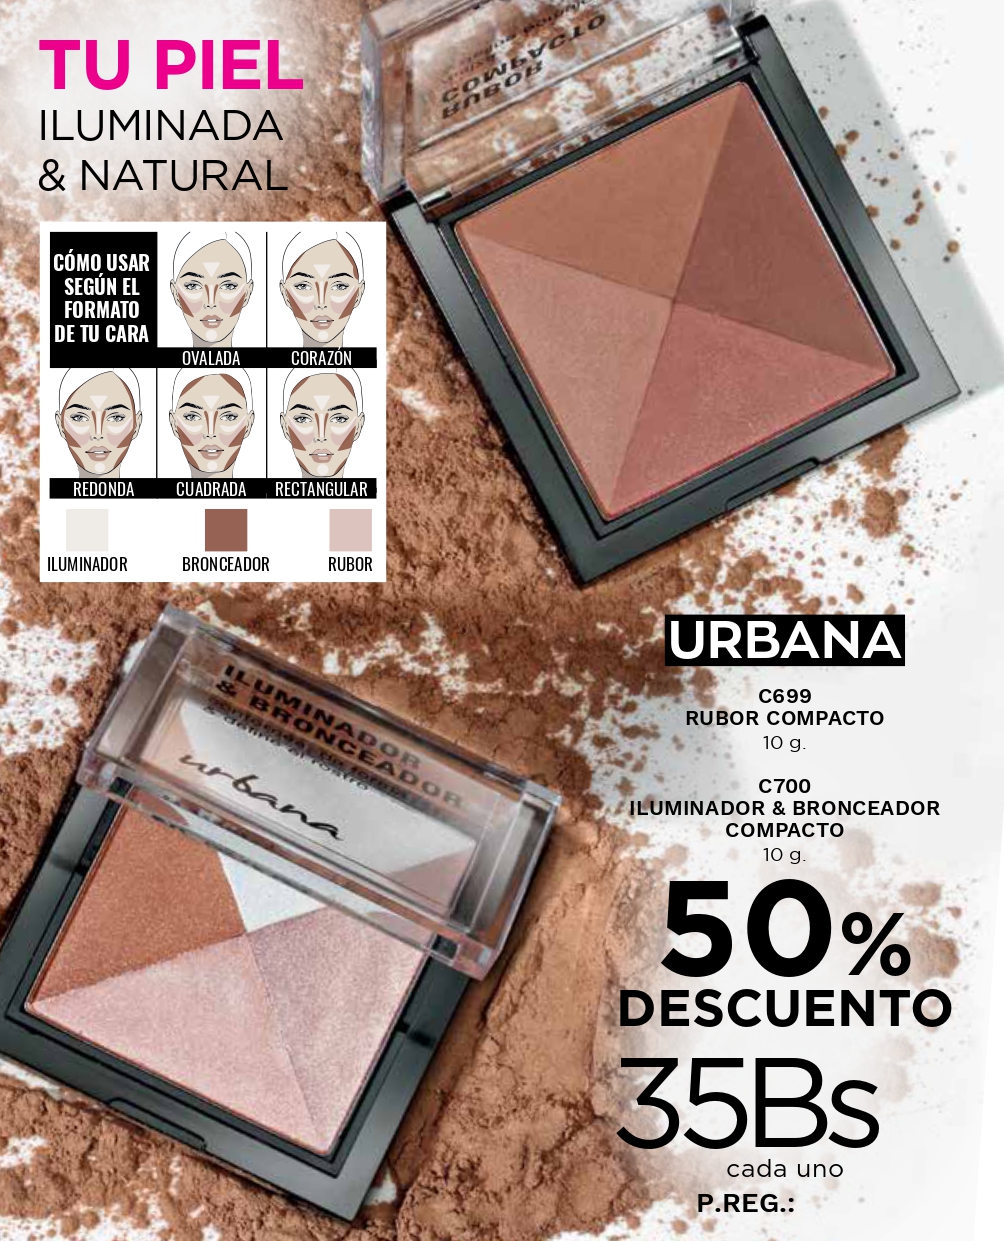 TU PIEL
ILUMINADA
& NATURAL
RUBOR
COMPACTO
CÓMO USAR
SEGÚN EL
FORMATO
DE TU CARA
OVALADA
CORAZÓN
REDONDA
CUADRADA
RECTANGULAR
ILUMINADOR
BRONCEADOR
RUBOR
ILUMINADOR
& BRONCEADOR
urbana
URBANA
C699
RUBOR COMPACTO
10 g.
C700
ILUMINADOR & BRONCEADOR
COMPACTO
10 g.
50%
DESCUENTO
35Bs
cada uno
P.REG.: